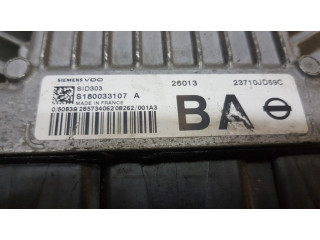 SIEMENS VDO
SID303
S180033107 A
MADE IN FRANCE
26013
23710JD59C
BA